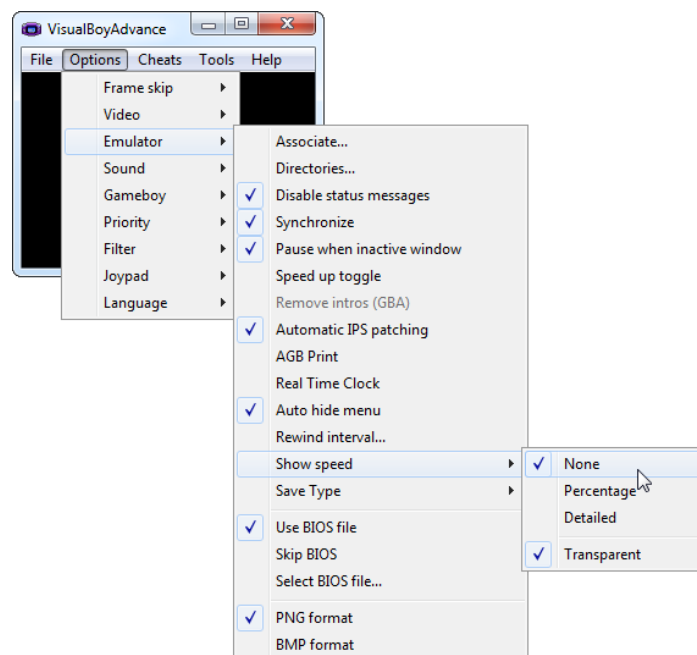 VisualBoyAdvance
File Options Cheats Tools Help
Frame skip
Video
Emulator
Sound
Gameboy
Priority
Filter
Joypad
Language
Associate...
Directories...
Disable status messages
Synchronize
Pause when inactive window
Speed up toggle
Remove intros (GBA)
Automatic IPS patching
AGB Print
Real Time Clock
Auto hide menu
Rewind interval...
Show speed
Save Type
Use BIOS file
Skip BIOS
Select BIOS file...
PNG format
BMP format
None
Percentage
Detailed
Transparent